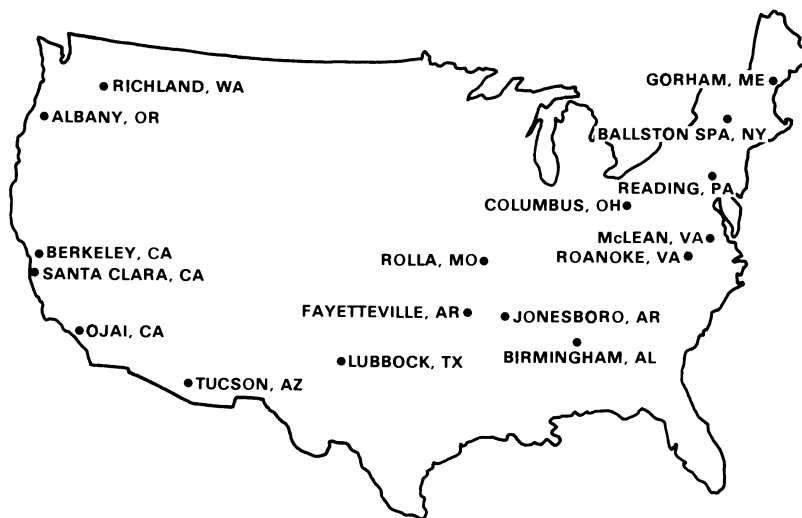 RICHLAND, WA
GORHAM, ME
ALBANY, OR
BALLSTON SPA, NY
READING, PA
COLUMBUS, OH
McLEAN, VA
BERKELEY, CA
ROLLA, MO
ROANOKE, VA
SANTA CLARA, CA
FAYETTEVILLE, AR
JONESBORO, AR
OJAI, CA
BIRMINGHAM, AL
LUBBOCK, TX
TUCSON, AZ